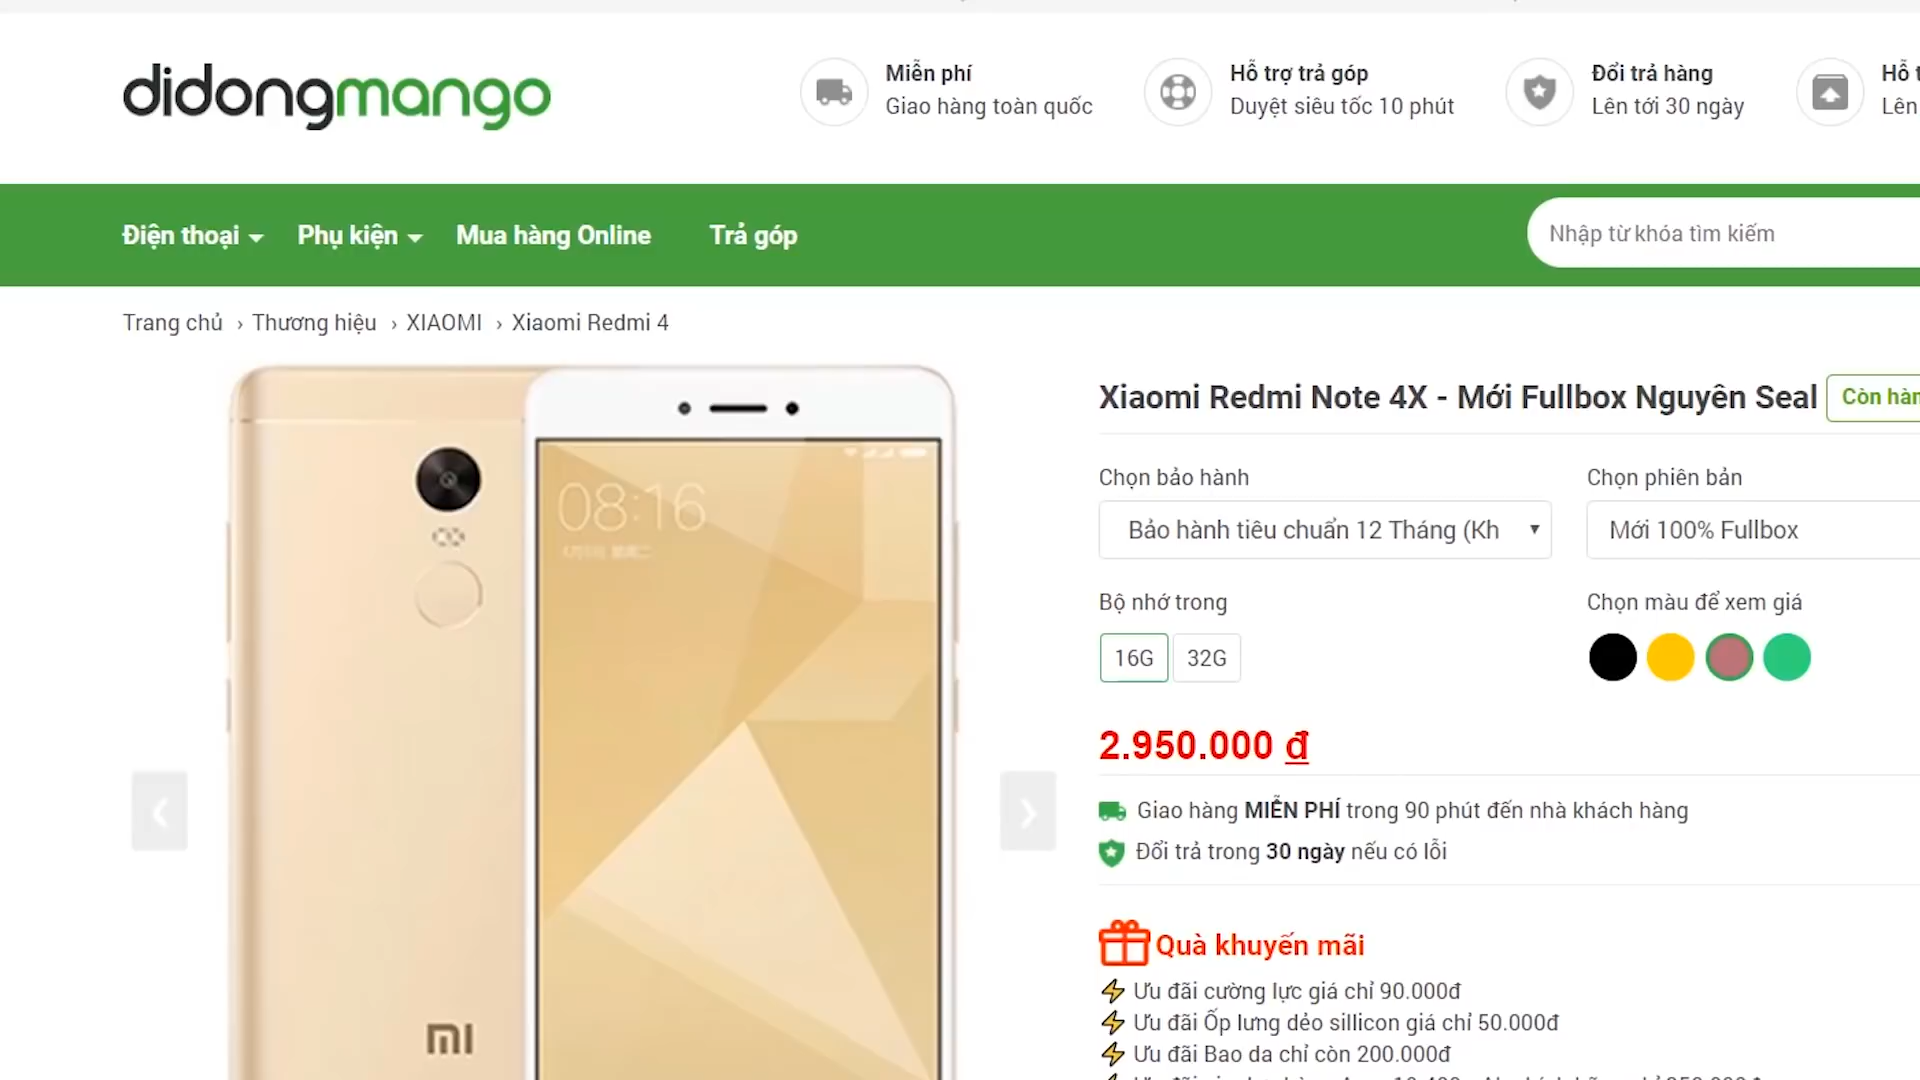 didongmango
Miễn phí
Giao hàng toàn quốc
Hỗ trợ trả góp
Duyệt siêu tốc 10 phút
Đổi trả hàng
Lên tới 30 ngày
Hỗ
Lên
Điện thoại
Phụ kiện
Mua hàng Online
Trả góp
Nhập từ khóa tìm kiếm
Trang chủ › Thương hiệu › XIAOMI › Xiaomi Redmi 4
08:16
MI
Xiaomi Redmi Note 4X - Mới Fullbox Nguyên Seal
Còn hàn
Chọn bảo hành
Bảo hành tiêu chuẩn 12 Tháng (Kh
Chọn phiên bản
Mới 100% Fullbox
Bộ nhớ trong
16G 32G
Chọn màu để xem giá
2.950.000 ₫
Giao hàng MIỄN PHÍ trong 90 phút đến nhà khách hàng
Đổi trả trong 30 ngày nếu có lỗi
Quà khuyến mãi
Ưu đãi cường lực giá chỉ 90.000đ
Ưu đãi Ốp lưng dẻo sillicon giá chỉ 50.000đ
Ưu đãi Bao da chỉ còn 200.000đ